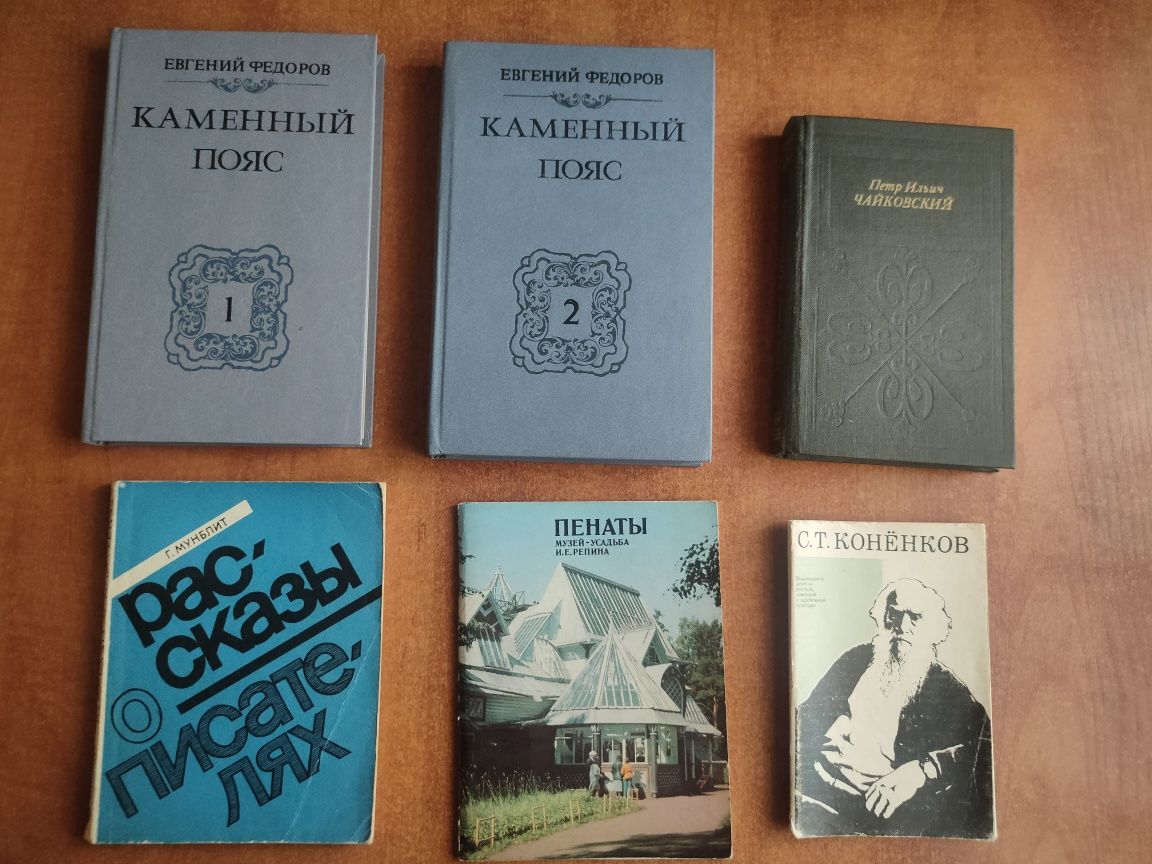 ЕВГЕНИЙ ФЕДОРОВ
КАМЕННЫЙ
ПОЯС
1
ЕВГЕНИЙ ФЕДОРОВ
КАМЕННЫЙ
ПОЯС
2
Петр Ильич
ЧАЙКОВСКИЙ
Г. МУНБЛИТ
рас-
сказы
о
писате-
лях
ПЕНАТЫ
МУЗЕЙ-УСАДЬБА
И.Е.РЕПИНА
С.Т. КОНЁНКОВ